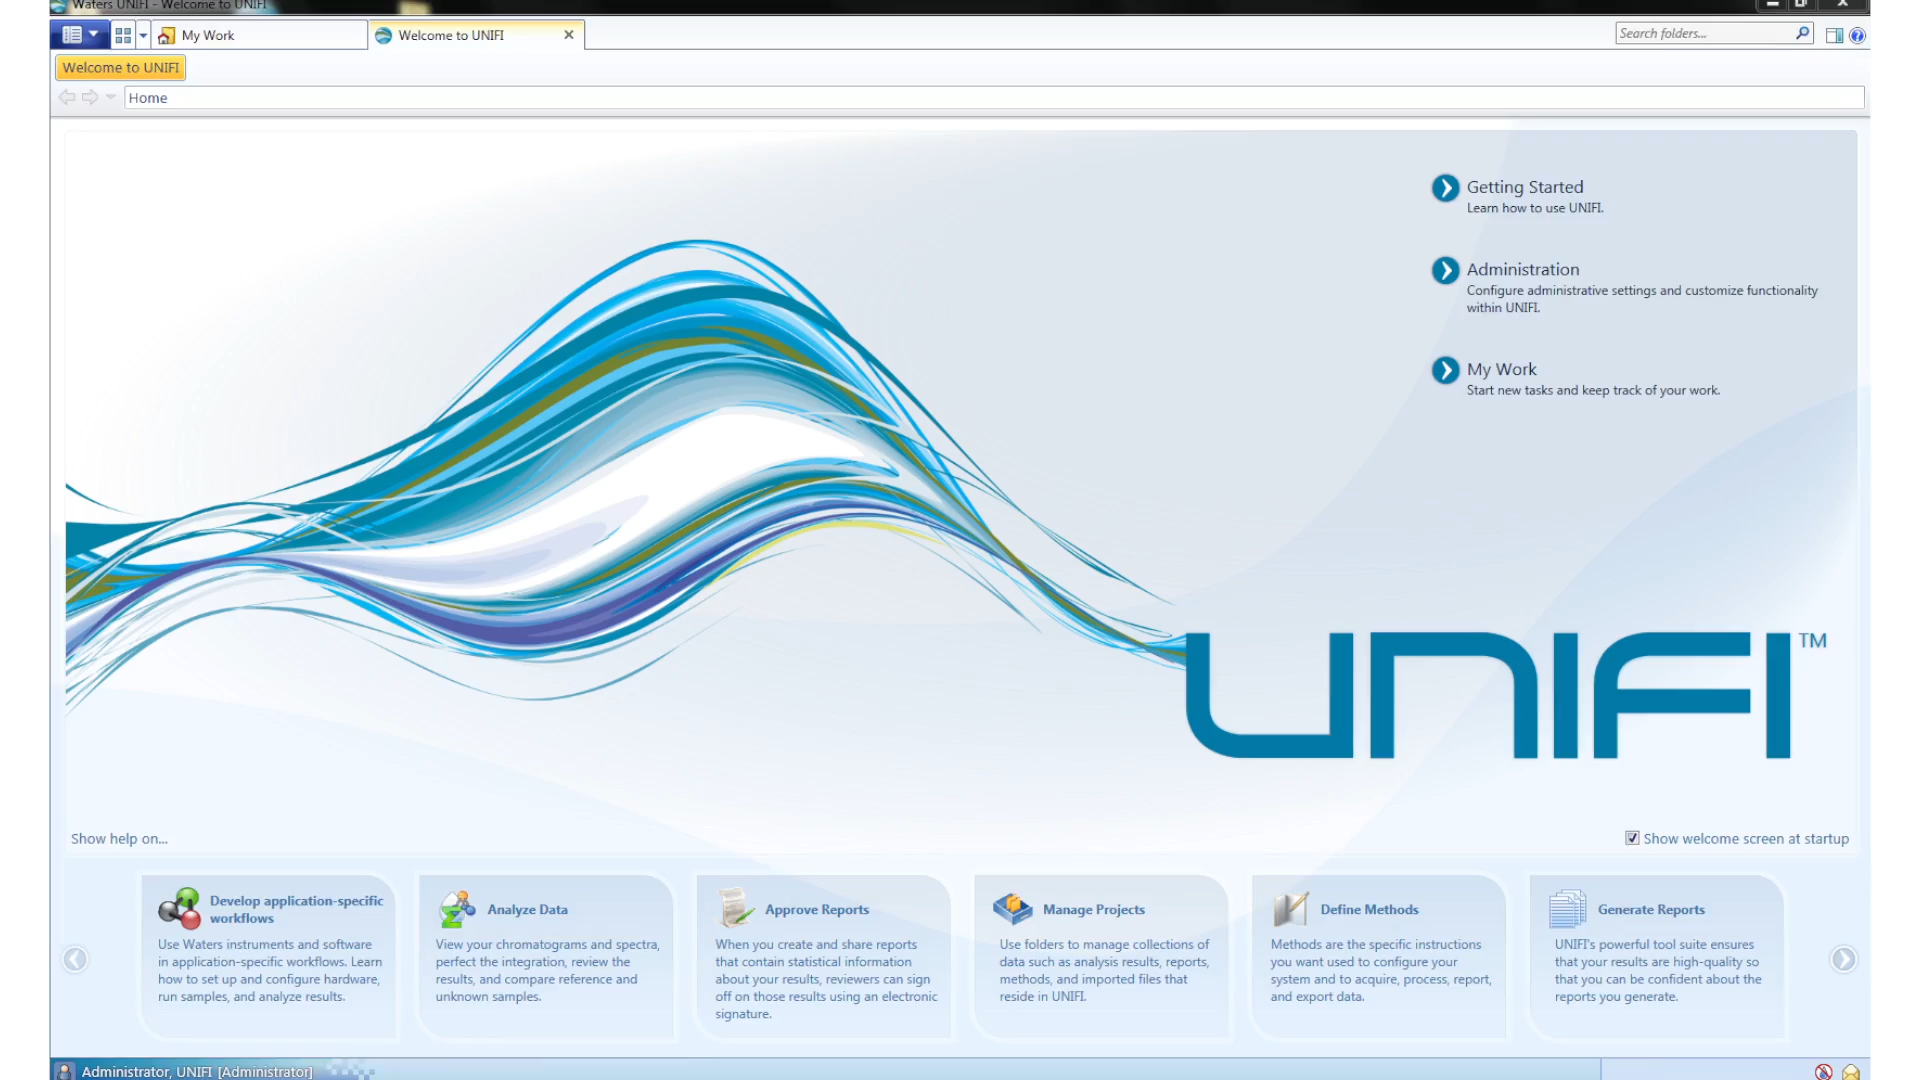 Waters UNIFI - Welcome to UNIFI
My Work
Welcome to UNIFI
Search folders...
Welcome to UNIFI
Home
Getting Started
Learn how to use UNIFI.
Administration
Configure administrative settings and customize functionality
within UNIFI.
My Work
Start new tasks and keep track of your work.
UNIFI™
Show help on...
Show welcome screen at startup
Develop application-specific
workflows
Use Waters instruments and software
in application-specific workflows. Learn
how to set up and configure hardware,
run samples, and analyze results.
Analyze Data
View your chromatograms and spectra,
perfect the integration, review the
results, and compare reference and
unknown samples.
Approve Reports
When you create and share reports
that contain statistical information
about your results, reviewers can sign
off on those results using an electronic
signature.
Manage Projects
Use folders to manage collections of
data such as analysis results, reports,
methods, and imported files that
reside in UNIFI.
Define Methods
Methods are the specific instructions
you want used to configure your
system and to acquire, process, report,
and export data.
Generate Reports
UNIFI's powerful tool suite ensures
that your results are high-quality so
that you can be confident about the
reports you generate.
Administrator, UNIFI [Administrator]